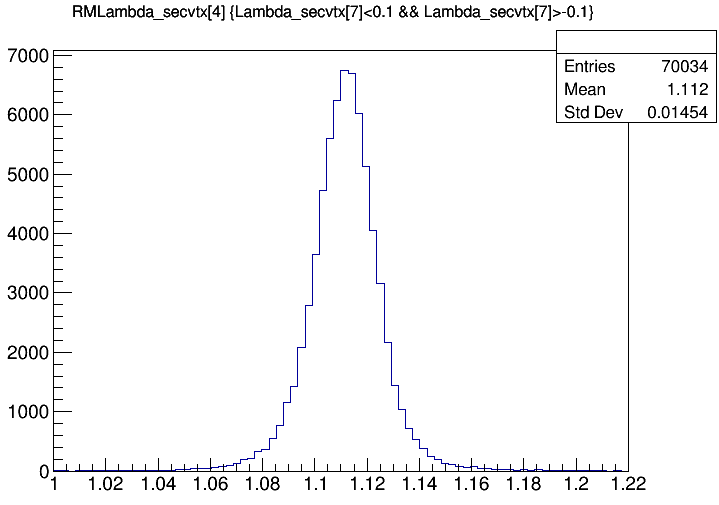 RMLambda_secvtx[4] {Lambda_secvtx[7]<0.1 && Lambda_secvtx[7]>-0.1}
Entries 70034
Mean 1.112
Std Dev 0.01454
7000
6000
5000
4000
3000
2000
1000
0
1 1.02 1.04 1.06 1.08 1.1 1.12 1.14 1.16 1.18 1.2 1.22